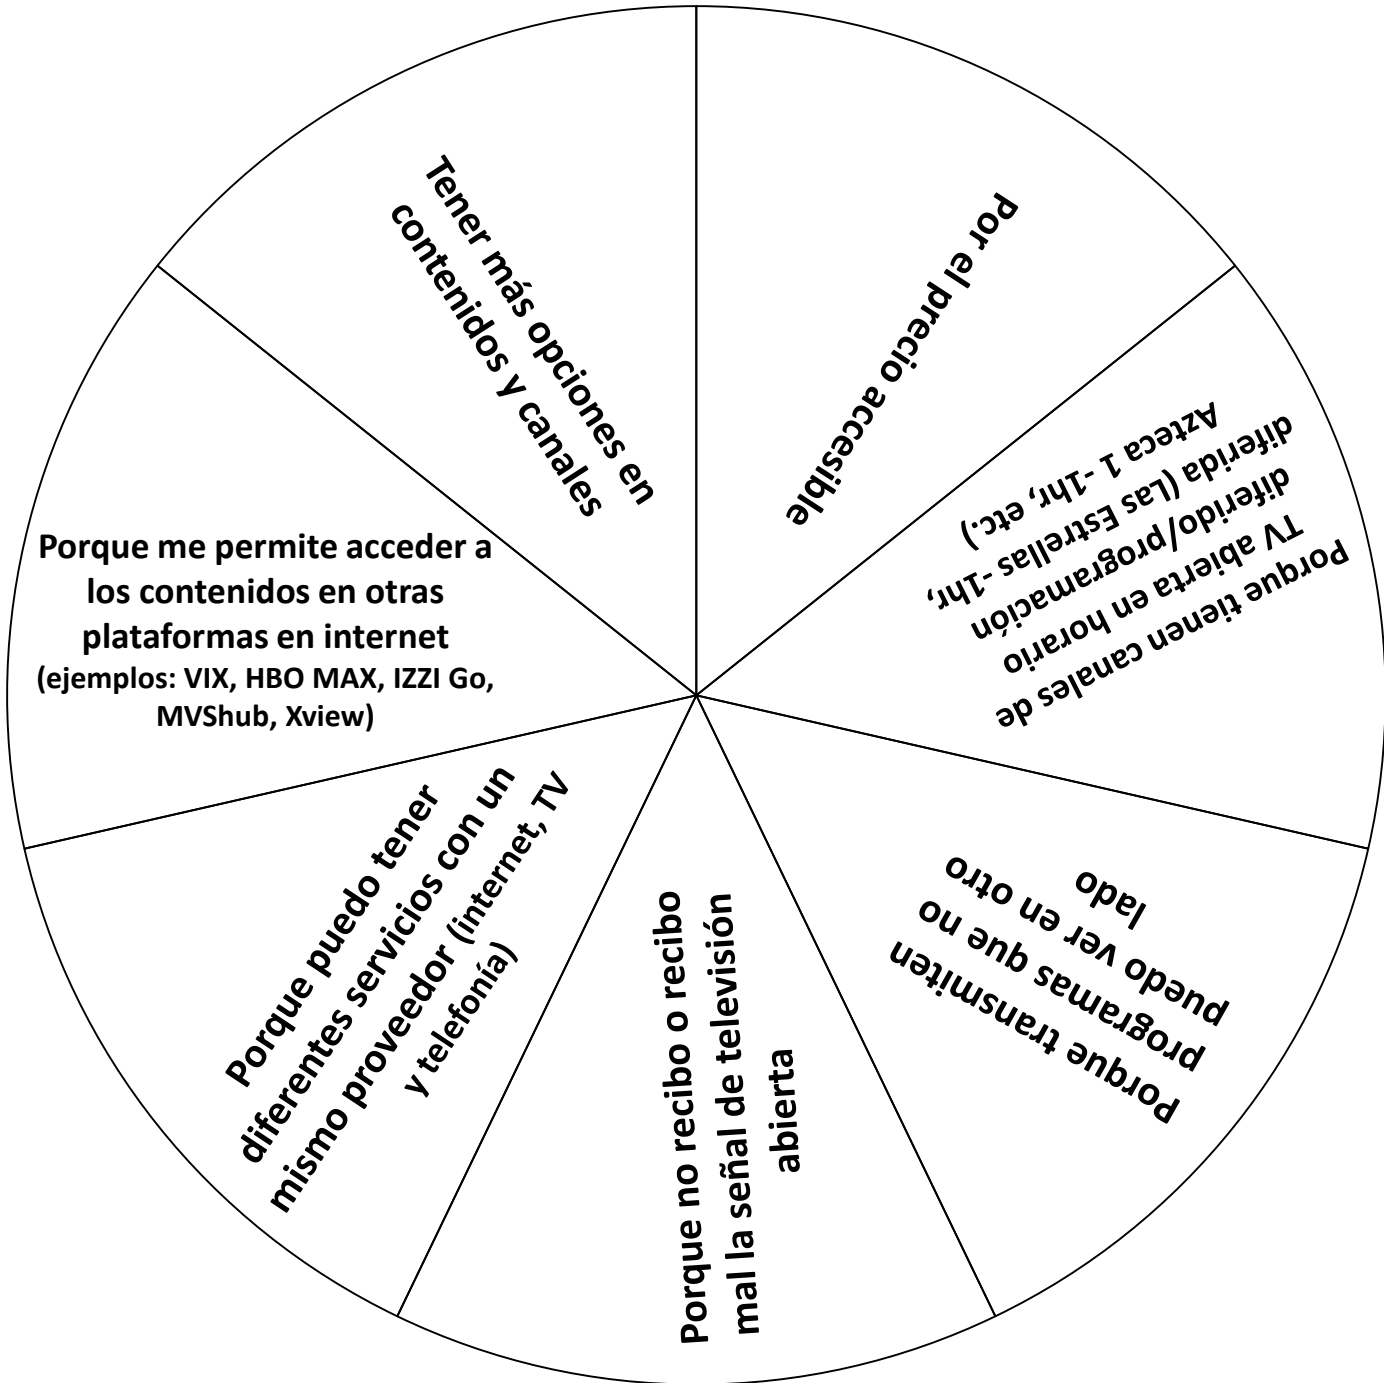 Tener más opciones en
contenidos y canales
Por el precio accesible
Porque tienen canales de
TV abierta en horario
diferido/programación
diferida (Las Estrellas -1hr,
Azteca 1 -1hr, etc.)
Porque transmiten
programas que no
puedo ver en otro
lado
Porque no recibo o recibo
mal la señal de televisión
abierta
Porque puedo tener
diferentes servicios con un
mismo proveedor (internet, TV
y telefonía)
Porque me permite acceder a
los contenidos en otras
plataformas en internet
(ejemplos: VIX, HBO MAX, IZZI Go,
MVShub, Xview)